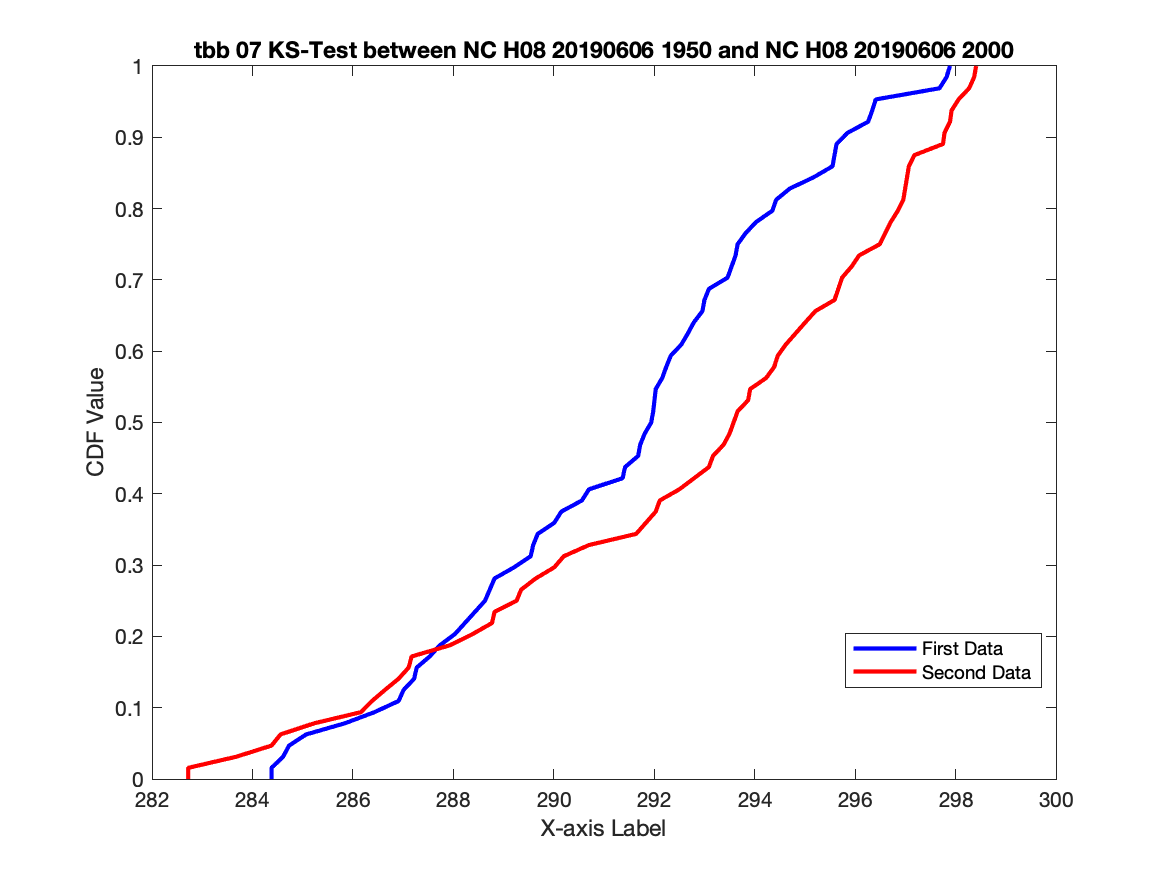 tbb 07 KS-Test between NC H08 20190606 1950 and NC H08 20190606 2000
1
0.9
0.8
0.7
0.6
0.5
0.4
0.3
0.2
0.1
0
CDF Value
First Data
Second Data
282 284 286 288 290 292 294 296 298 300
X-axis Label